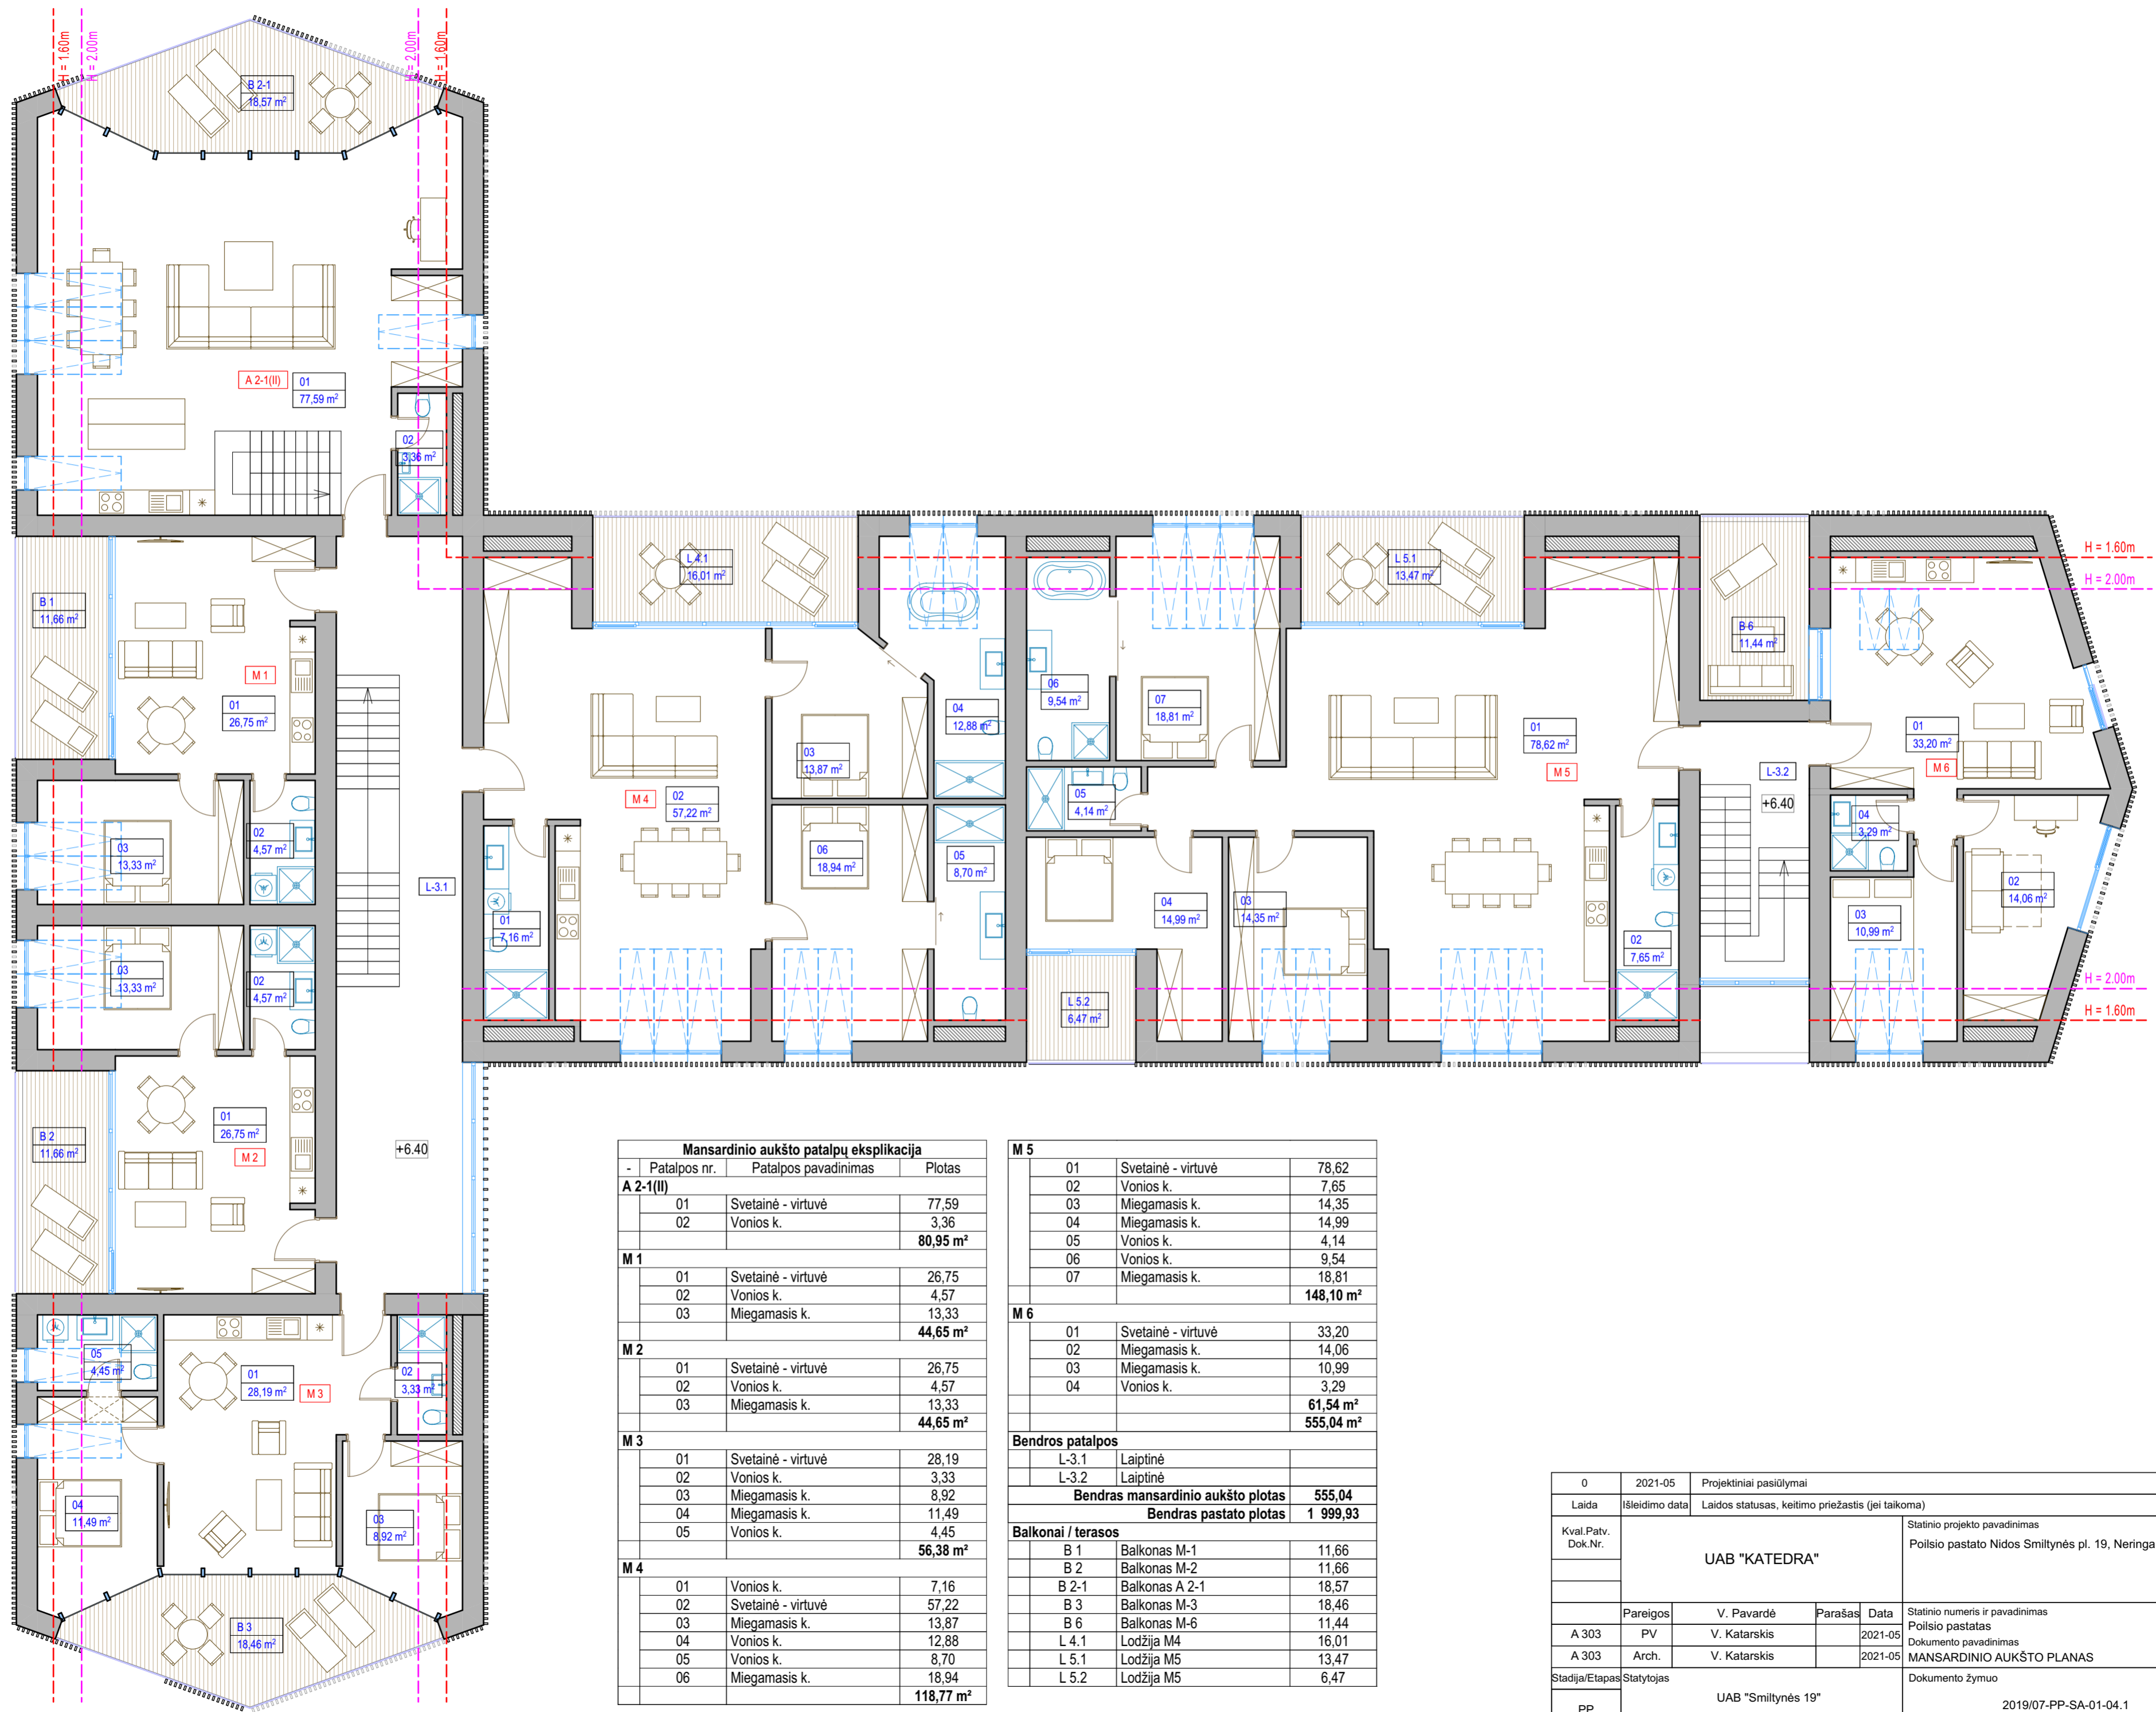 H = 1.60m
H = 2.00m
H = 2.00m
H = 1.60m
B 2-1
18,57 m²
A 2-1(II)
01
77,59 m²
02
3,36 m²
B 1
11,66 m²
M 1
01
26,75 m²
03
13,33 m²
02
4,57 m²
03
13,33 m²
02
4,57 m²
01
26,75 m²
M 2
B 2
11,66 m²
L-3.1
+6.40
05
4,45 m²
01
28,19 m²
M 3
02
3,33 m²
04
11,49 m²
03
8,92 m²
B 3
18,46 m²
L 4.1
16,01 m²
M 4
02
57,22 m²
01
7,16 m²
03
13,87 m²
04
12,88 m²
06
18,94 m²
05
8,70 m²
06
9,54 m²
07
18,81 m²
05
4,14 m²
04
14,99 m²
03
14,35 m²
L 5.2
6,47 m²
L 5.1
13,47 m²
01
78,62 m²
M 5
02
7,65 m²
B 6
11,44 m²
L-3.2
+6.40
01
33,20 m²
M 6
04
3,29 m²
03
10,99 m²
02
14,06 m²
H = 1.60m
H = 2.00m
H = 2.00m
H = 1.60m
Mansardinio aukšto patalpų eksplikacija
- Patalpos nr. Patalpos pavadinimas Plotas
A 2-1(II)
01 Svetainė - virtuvė 77,59
02 Vonios k. 3,36
80,95 m²
M 1
01 Svetainė - virtuvė 26,75
02 Vonios k. 4,57
03 Miegamasis k. 13,33
44,65 m²
M 2
01 Svetainė - virtuvė 26,75
02 Vonios k. 4,57
03 Miegamasis k. 13,33
44,65 m²
M 3
01 Svetainė - virtuvė 28,19
02 Vonios k. 3,33
03 Miegamasis k. 8,92
04 Miegamasis k. 11,49
05 Vonios k. 4,45
56,38 m²
M 4
01 Vonios k. 7,16
02 Svetainė - virtuvė 57,22
03 Miegamasis k. 13,87
04 Vonios k. 12,88
05 Vonios k. 8,70
06 Miegamasis k. 18,94
118,77 m²
M 5
01 Svetainė - virtuvė 78,62
02 Vonios k. 7,65
03 Miegamasis k. 14,35
04 Miegamasis k. 14,99
05 Vonios k. 4,14
06 Vonios k. 9,54
07 Miegamasis k. 18,81
148,10 m²
M 6
01 Svetainė - virtuvė 33,20
02 Miegamasis k. 14,06
03 Miegamasis k. 10,99
04 Vonios k. 3,29
61,54 m²
555,04 m²
Bendros patalpos
L-3.1 Laiptinė
L-3.2 Laiptinė
Bendras mansardinio aukšto plotas 555,04
Bendras pastato plotas 1 999,93
Balkonai / terasos
B 1 Balkonas M-1 11,66
B 2 Balkonas M-2 11,66
B 2-1 Balkonas A 2-1 18,57
B 3 Balkonas M-3 18,46
B 6 Balkonas M-6 11,44
L 4.1 Lodžija M4 16,01
L 5.1 Lodžija M5 13,47
L 5.2 Lodžija M5 6,47
0 2021-05 Projektiniai pasiūlymai
Laida Išleidimo data Laidos statusas, keitimo priežastis (jei taikoma)
Kval.Patv. Dok.Nr.
UAB "KATEDRA"
Statinio projekto pavadinimas
Poilsio pastato Nidos Smiltynės pl. 19, Neringa
Pareigos V. Pavardė Parašas Data
Statinio numeris ir pavadinimas
Poilsio pastatas
A 303 PV V. Katarskis 2021-05
Dokumento pavadinimas
A 303 Arch. V. Katarskis 2021-05 MANSARDINIO AUKŠTO PLANAS
Stadija/Etapas Statytojas Dokumento žymuo
PP UAB "Smiltynės 19" 2019/07-PP-SA-01-04.1